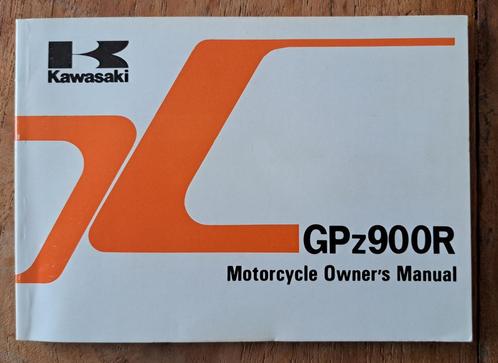 Kawasaki
GPz900R
Motorcycle Owner's Manual